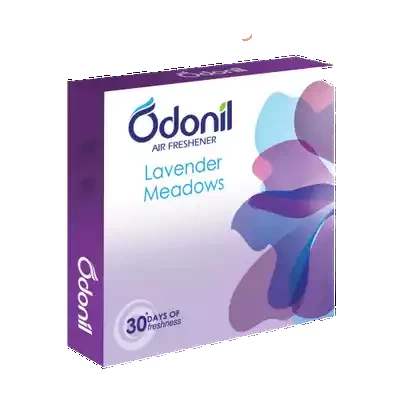 Odonil
AIR FRESHENER
Lavender
Meadows
30 DAYS OF
freshness
Odonil